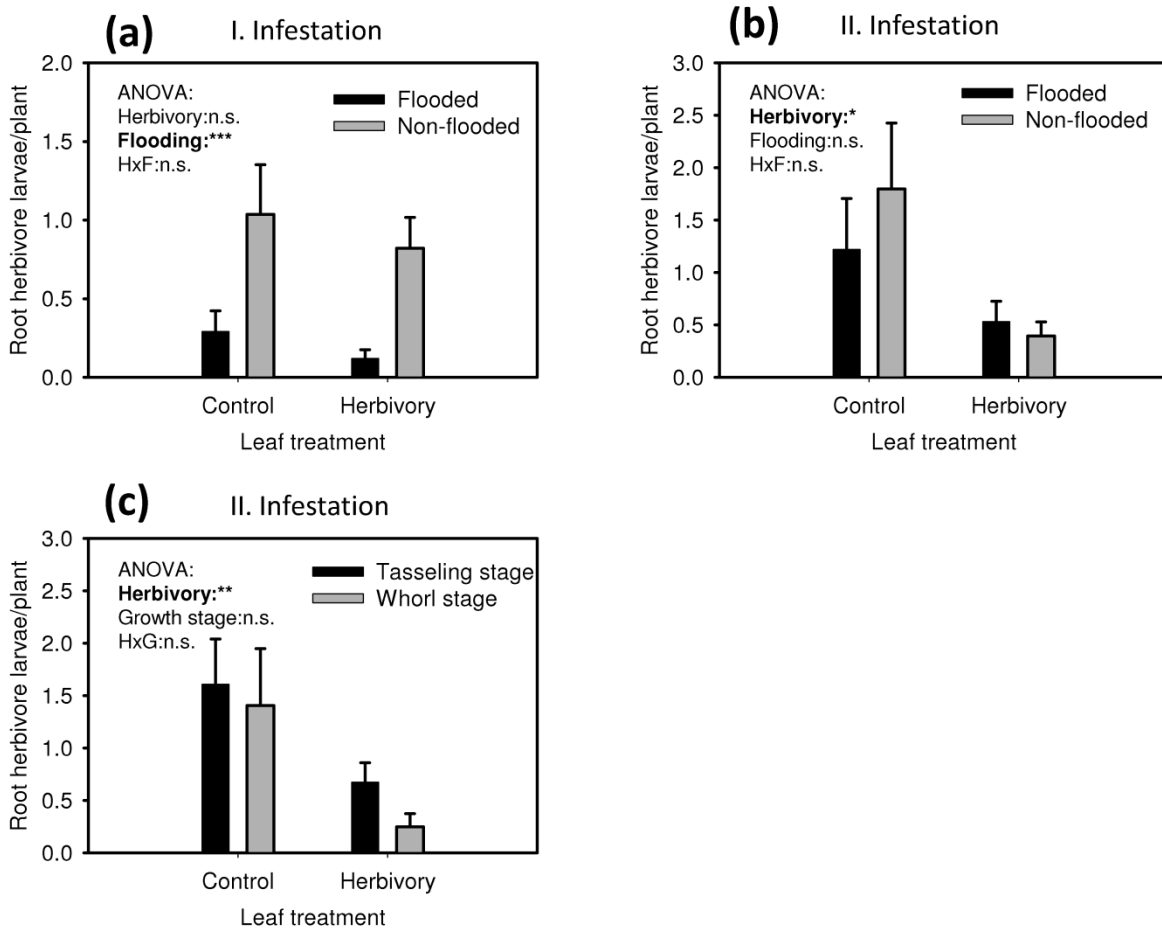 (a) I. Infestation
Root herbivore larvae/plant
2.0
1.5
1.0
0.5
0.0
ANOVA:
Herbivory:n.s.
Flooding:***
HxF:n.s.
Flooded
Non-flooded
Control Herbivory
Leaf treatment
(b) II. Infestation
Root herbivore larvae/plant
3.0
2.5
2.0
1.5
1.0
0.5
0.0
ANOVA:
Herbivory:*
Flooding:n.s.
HxF:n.s.
Flooded
Non-flooded
Control Herbivory
Leaf treatment
(c) II. Infestation
Root herbivore larvae/plant
3.0
2.5
2.0
1.5
1.0
0.5
0.0
ANOVA:
Herbivory:**
Growth stage:n.s.
HxG:n.s.
Tasseling stage
Whorl stage
Control Herbivory
Leaf treatment